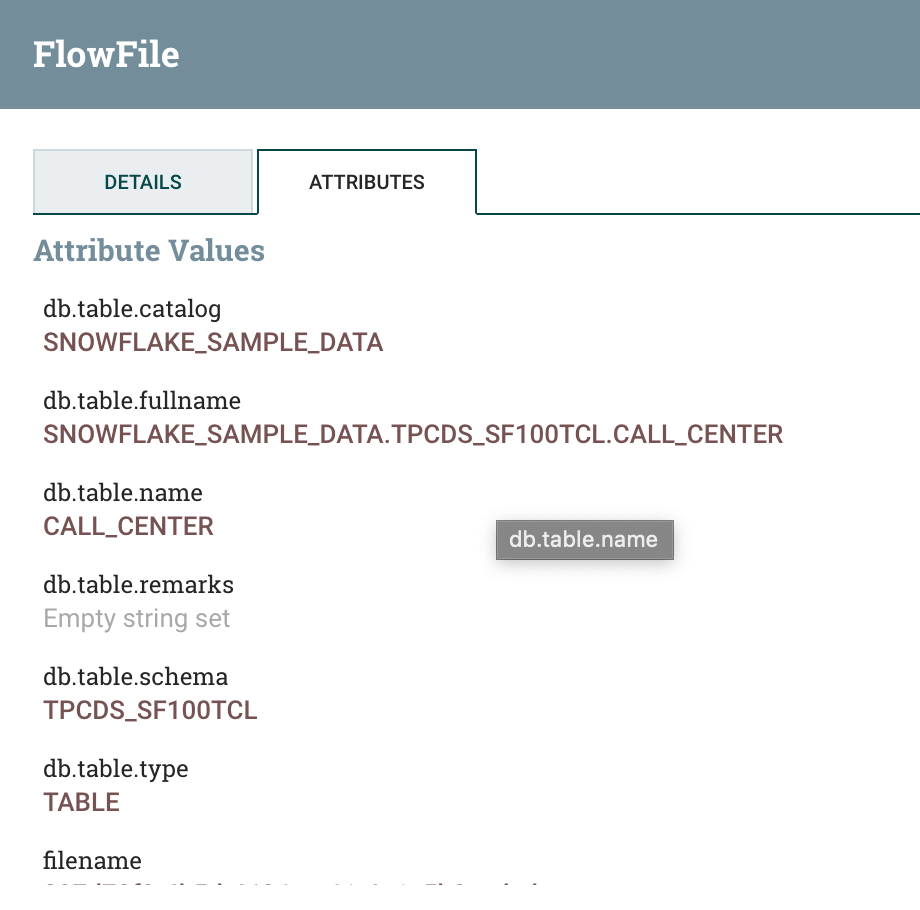 FlowFile
DETAILS
ATTRIBUTES
Attribute Values
db.table.catalog
SNOWFLAKE_SAMPLE_DATA
db.table.fullname
SNOWFLAKE_SAMPLE_DATA.TPCDS_SF100TCL.CALL_CENTER
db.table.name
CALL_CENTER
db.table.name
db.table.remarks
Empty string set
db.table.schema
TPCDS_SF100TCL
db.table.type
TABLE
filename